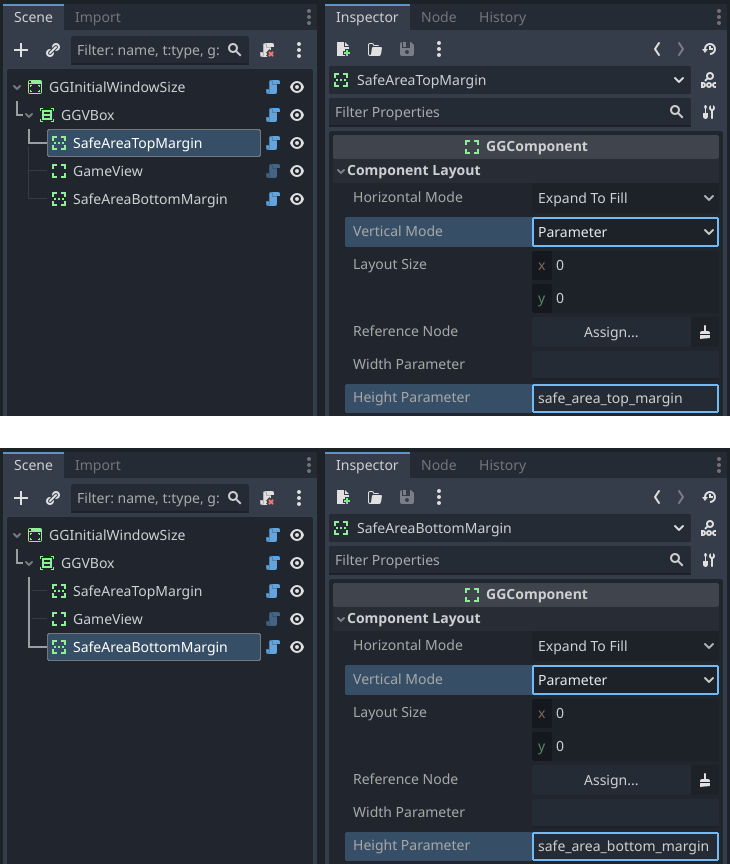 Scene Import
Filter: name, t:type, g:
GGInitialWindowSize
GGVBox
SafeAreaTopMargin
GameView
SafeAreaBottomMargin
Inspector Node History
SafeAreaTopMargin
DOC
Filter Properties
GGComponent
Component Layout
Horizontal Mode Expand To Fill
Vertical Mode Parameter
Layout Size x 0
y 0
Reference Node Assign...
Width Parameter
Height Parameter safe_area_top_margin
Scene Import
Filter: name, t:type, g:
GGInitialWindowSize
GGVBox
SafeAreaTopMargin
GameView
SafeAreaBottomMargin
Inspector Node History
SafeAreaBottomMargin
DOC
Filter Properties
GGComponent
Component Layout
Horizontal Mode Expand To Fill
Vertical Mode Parameter
Layout Size x 0
y 0
Reference Node Assign...
Width Parameter
Height Parameter safe_area_bottom_margin